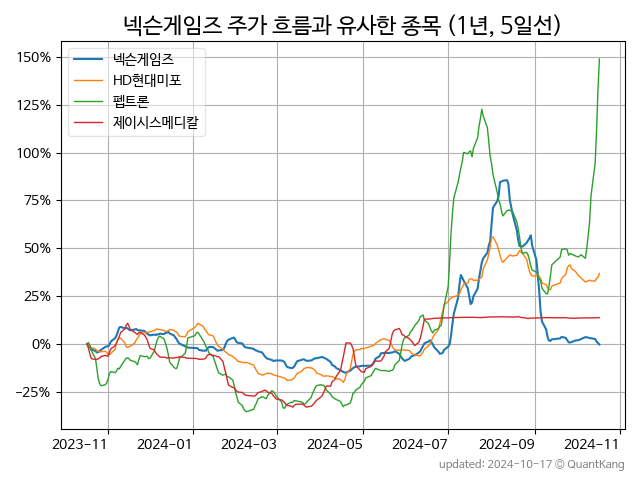 넥슨게임즈 주가 흐름과 유사한 종목 (1년, 5일선)
넥슨게임즈
HD현대미포
펩트론
제이시스메디칼
150%
125%
100%
75%
50%
25%
0%
−25%
2023-11 2024-01 2024-03 2024-05 2024-07 2024-09 2024-11
updated: 2024-10-17 © QuantKang